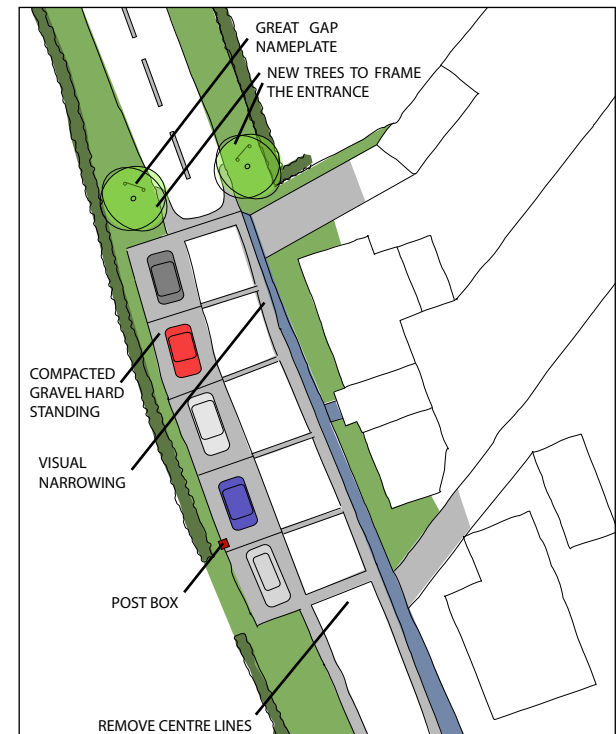 GREAT GAP
NAMEPLATE
NEW TREES TO FRAME
THE ENTRANCE
COMPACTED
GRAVEL HARD
STANDING
VISUAL
NARROWING
POST BOX
REMOVE CENTRE LINES